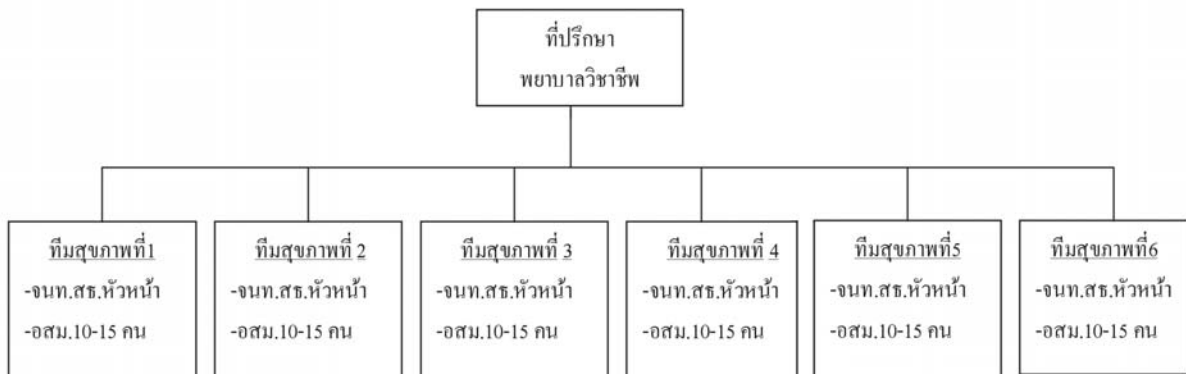 ที่ปรึกษา
พยาบาลวิชาชีพ
ทีมสุขภาพที่1
-จนท.สธ.หัวหน้า
-อสม.10-15 คน
ทีมสุขภาพที่ 2
-จนท.สธ.หัวหน้า
-อสม.10-15 คน
ทีมสุขภาพที่ 3
-จนท.สธ.หัวหน้า
-อสม.10-15 คน
ทีมสุขภาพที่ 4
-จนท.สธ.หัวหน้า
-อสม.10-15 คน
ทีมสุขภาพที่5
-จนท.สธ.หัวหน้า
-อสม.10-15 คน
ทีมสุขภาพที่6
-จนท.สธ.หัวหน้า
-อสม.10-15 คน